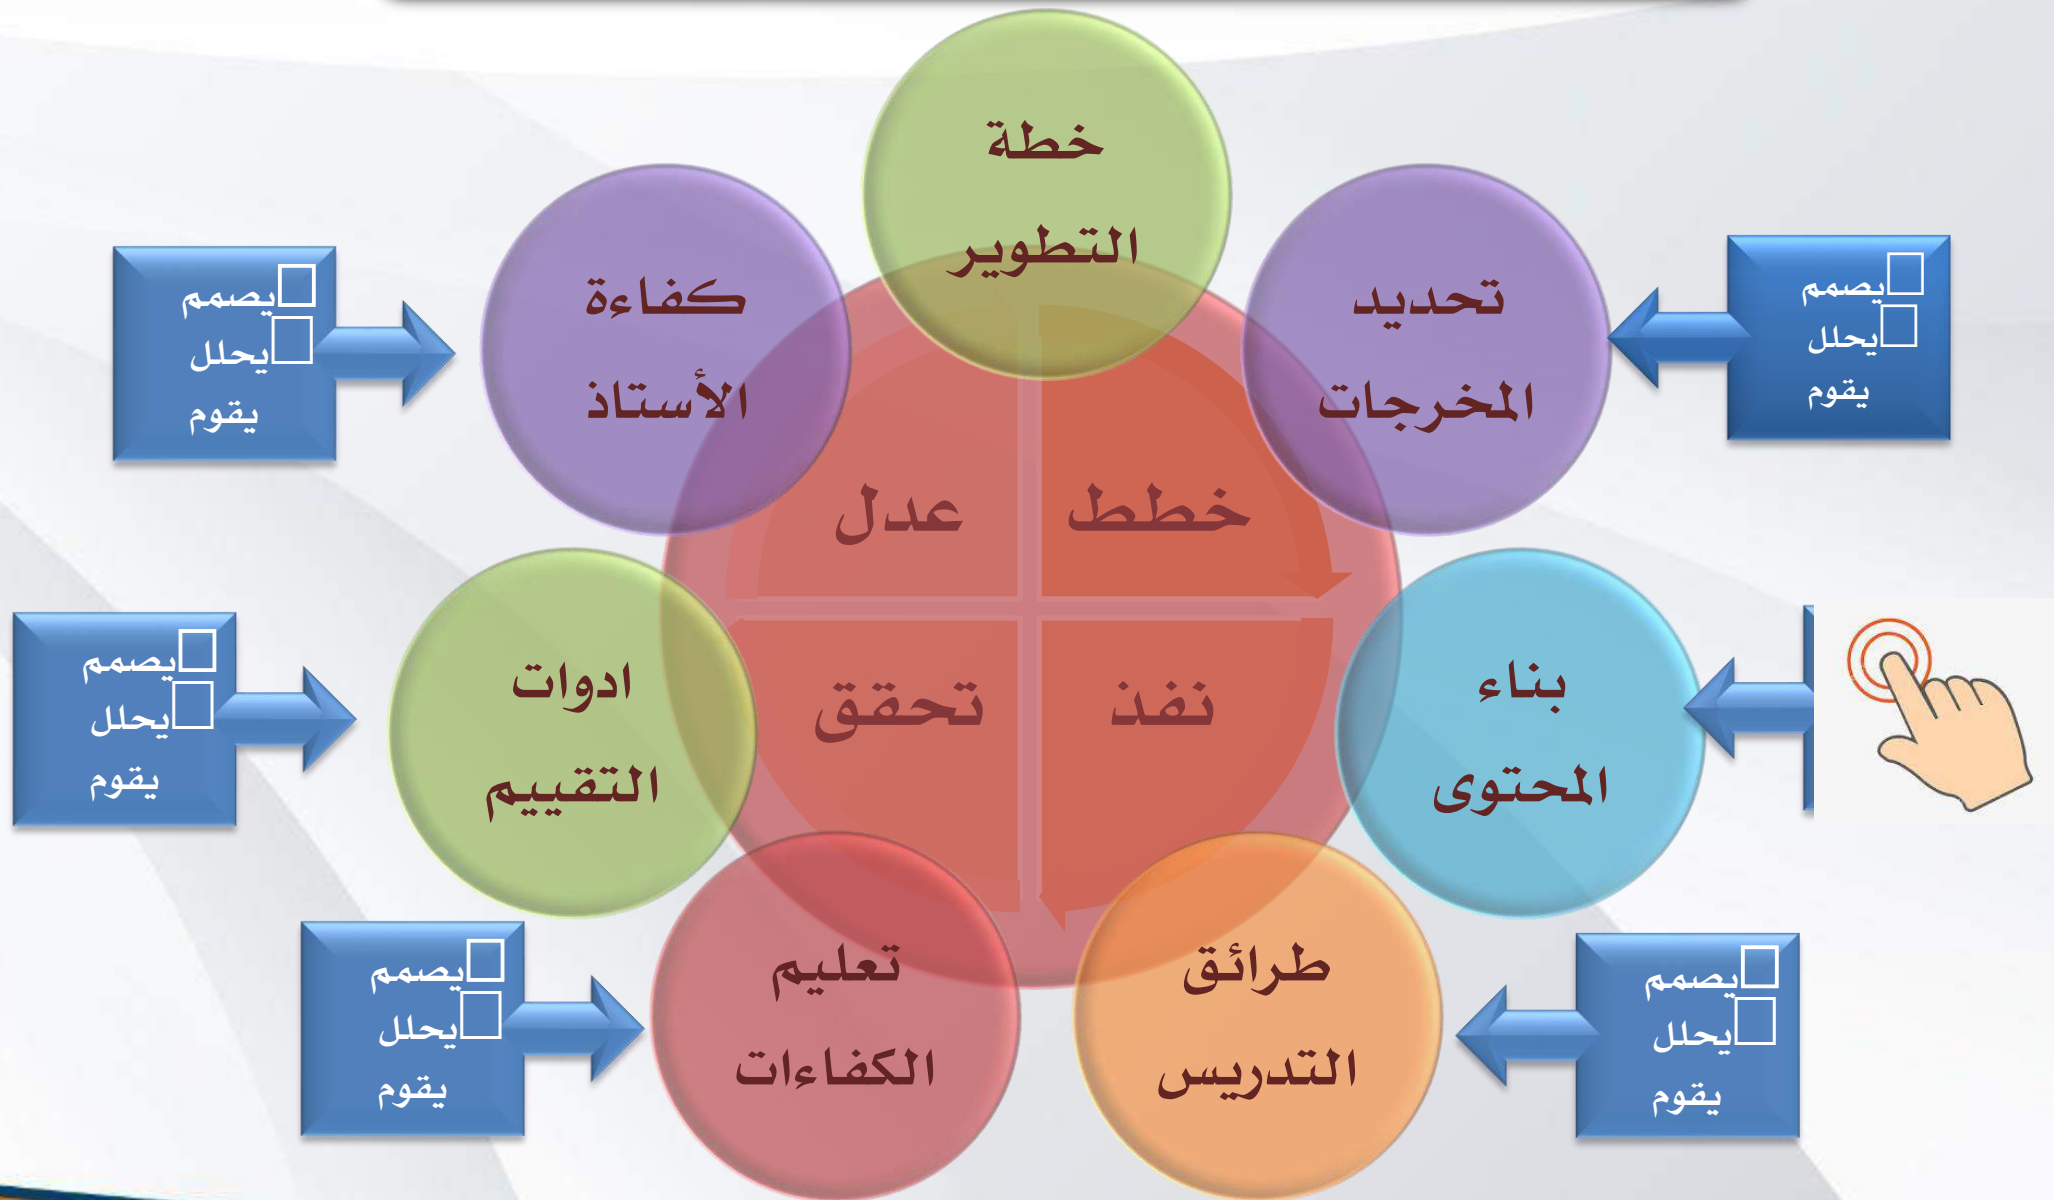 خطة
التطوير
تحديد
المخرجات
بناء
المحتوى
طرائق
التدريس
تعليم
الكفاءات
ادوات
التقييم
كفاءة
الأستاذ
خطط
نفذ
تحقق
عدل
يصمم
يحلل
يقوم
يصمم
يحلل
يقوم
يصمم
يحلل
يقوم
يصمم
يحلل
يقوم
يصمم
يحلل
يقوم